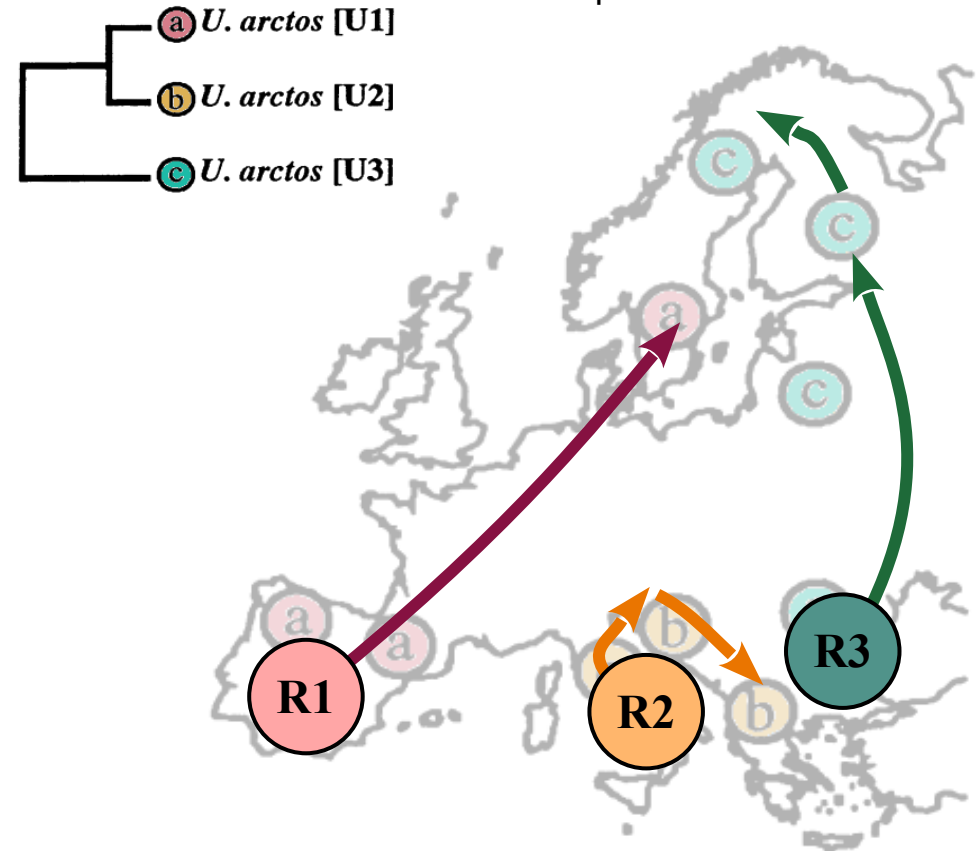 a U. arctos [U1]
b U. arctos [U2]
c U. arctos [U3]
c
c
a
c
a
a
b
b
R1
R2
R3